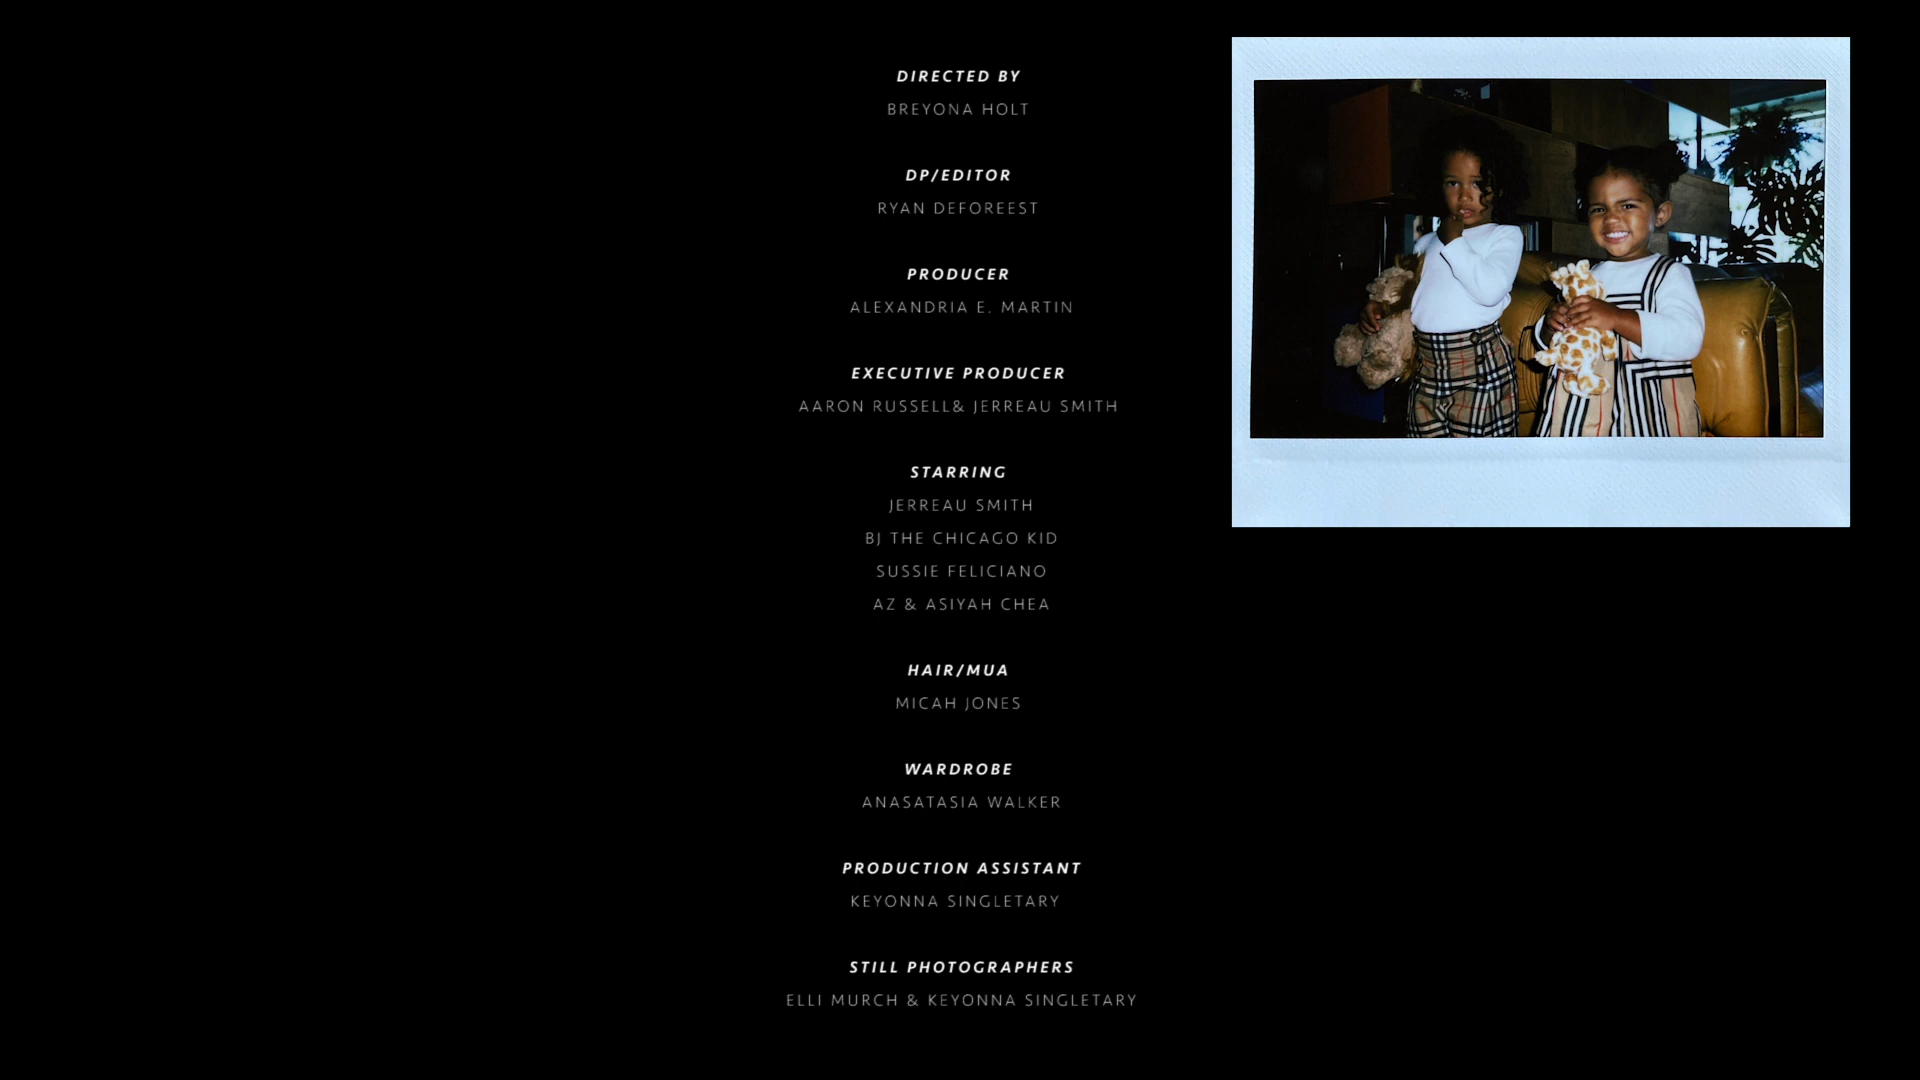 DIRECTED BY
BREYONA HOLT
DP/EDITOR
RYAN DEFOREEST
PRODUCER
ALEXANDRIA E. MARTIN
EXECUTIVE PRODUCER
AARON RUSSELL& JERREAU SMITH
STARRING
JERREAU SMITH
BJ THE CHICAGO KID
SUSSIE FELICIANO
AZ & ASIYAH CHEA
HAIR/MUA
MICAH JONES
WARDROBE
ANASATASIA WALKER
PRODUCTION ASSISTANT
KEYONNA SINGLETARY
STILL PHOTOGRAPHERS
ELLI MURCH & KEYONNA SINGLETARY